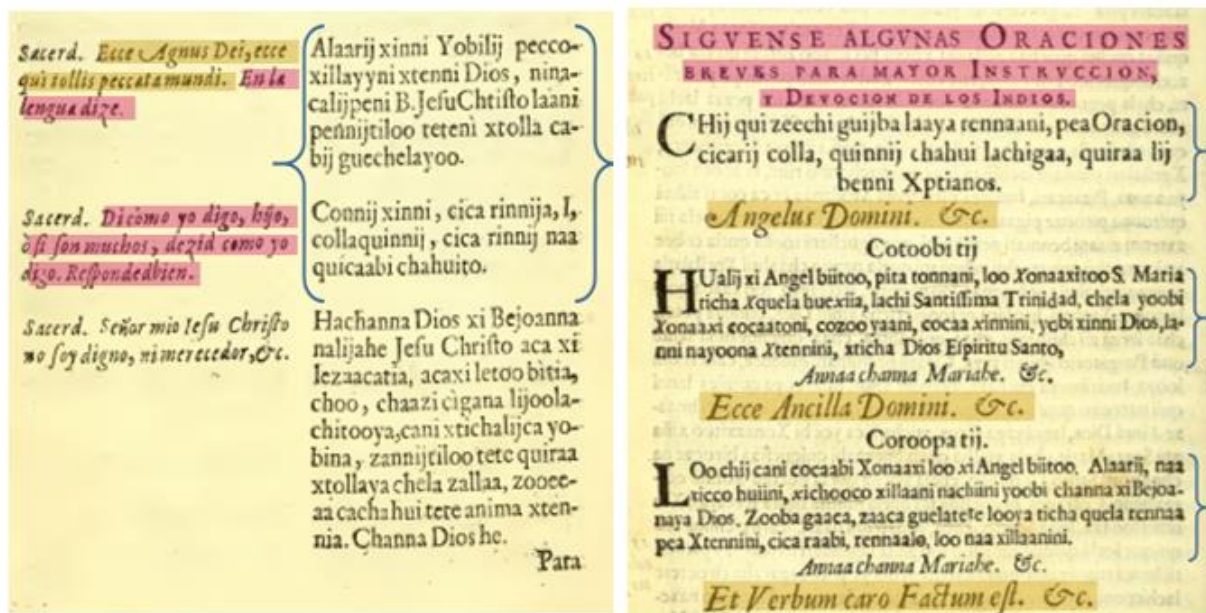 Sacerd. Ecce Agnus Dei, ecce
qui tollis peccata mundi. En la
lengua dize.
Alaarij xinni Yobilij pecco-
xillayyni xtenni Dios, nina-
calijpeni B. Jeſu Chtiſto laani
pennijtiloo teteni xtolla ca-
bij guechelayoo.
Sacerd. Dicomo yo digo, hijo,
ò ſi ſon muchos, dezid como yo
digo. Reſpondedbien.
Connij xinni, cica rinnija, I,
collaquinnij, cica rinnij naa
quicaabi chahuito.
Sacerd. Señor mio Ieſu Chriſto
no ſoy digno, ni merecedor, &c.
Hachanna Dios xi Bejoanna
nalijahe Jeſu Chriſto aca xi
lezaacatia, acaxi letoo bitia,
choo, chaazi cigana lijoola-
chitooya, cani xtichalijca yo-
bina, zannijtiloo tete quiraa
xtollaya chela zallaa, zooee-
aa cachahui tete anima xten-
nia. Channa Dios he.
Para
SIGVENSE ALGVNAS ORACIONES
BREVES PARA MAYOR INSTRVCCION,
Y DEVOCION DE LOS INDIOS.
CHij qui zeechi guijba laaya rennaani, pea Oracion,
cicarij colla, quinnij chahui lachigaa, quiraa lij
benni Xptianos.
Angelus Domini. &c.
Cotoobi tij
HUalij xi Angel biitoo, pita tonnani, loo Xonaaxitoo S. Maria
ticha Xquela huexiia, lachi Santiſſima Trinidad, chela yoobi
Xonaaxi cocaatoni, cozoo yaani, cocaa xinnini, yobi xinni Dios, la-
nni nayoona Xtennini, xticha Dios Eſpiritu Santo,
Annaa channa Mariahe. &c.
Ecce Ancilla Domini. &c.
Coroopa tij.
LOo chij cani cocaabi Xonaaxi loo xi Angel biitoo. Alaarii, naa
xicco huiini, xichooco xillaani nachiini yoobi channa xi Bejoa-
naya Dios. Zooba gaaca, zaaca guelatete looya ticha quela rennaa
pea Xtennini, cica raabi, rennaalo, loo naa xillaanini.
Annaa channa Mariahe. &c.
Et Verbum caro Factum eſt. &c.